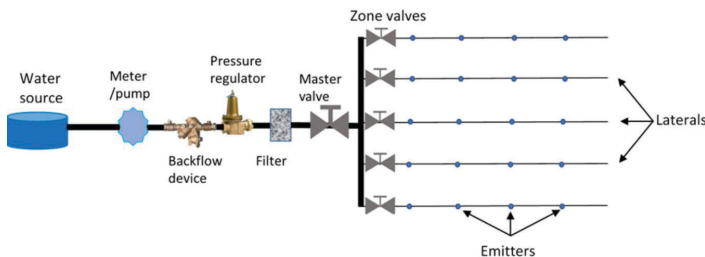 Zone valves
Pressure
regulator
Water
source
Meter
/pump
Master
valve
Laterals
Backflow
device
Filter
Emitters